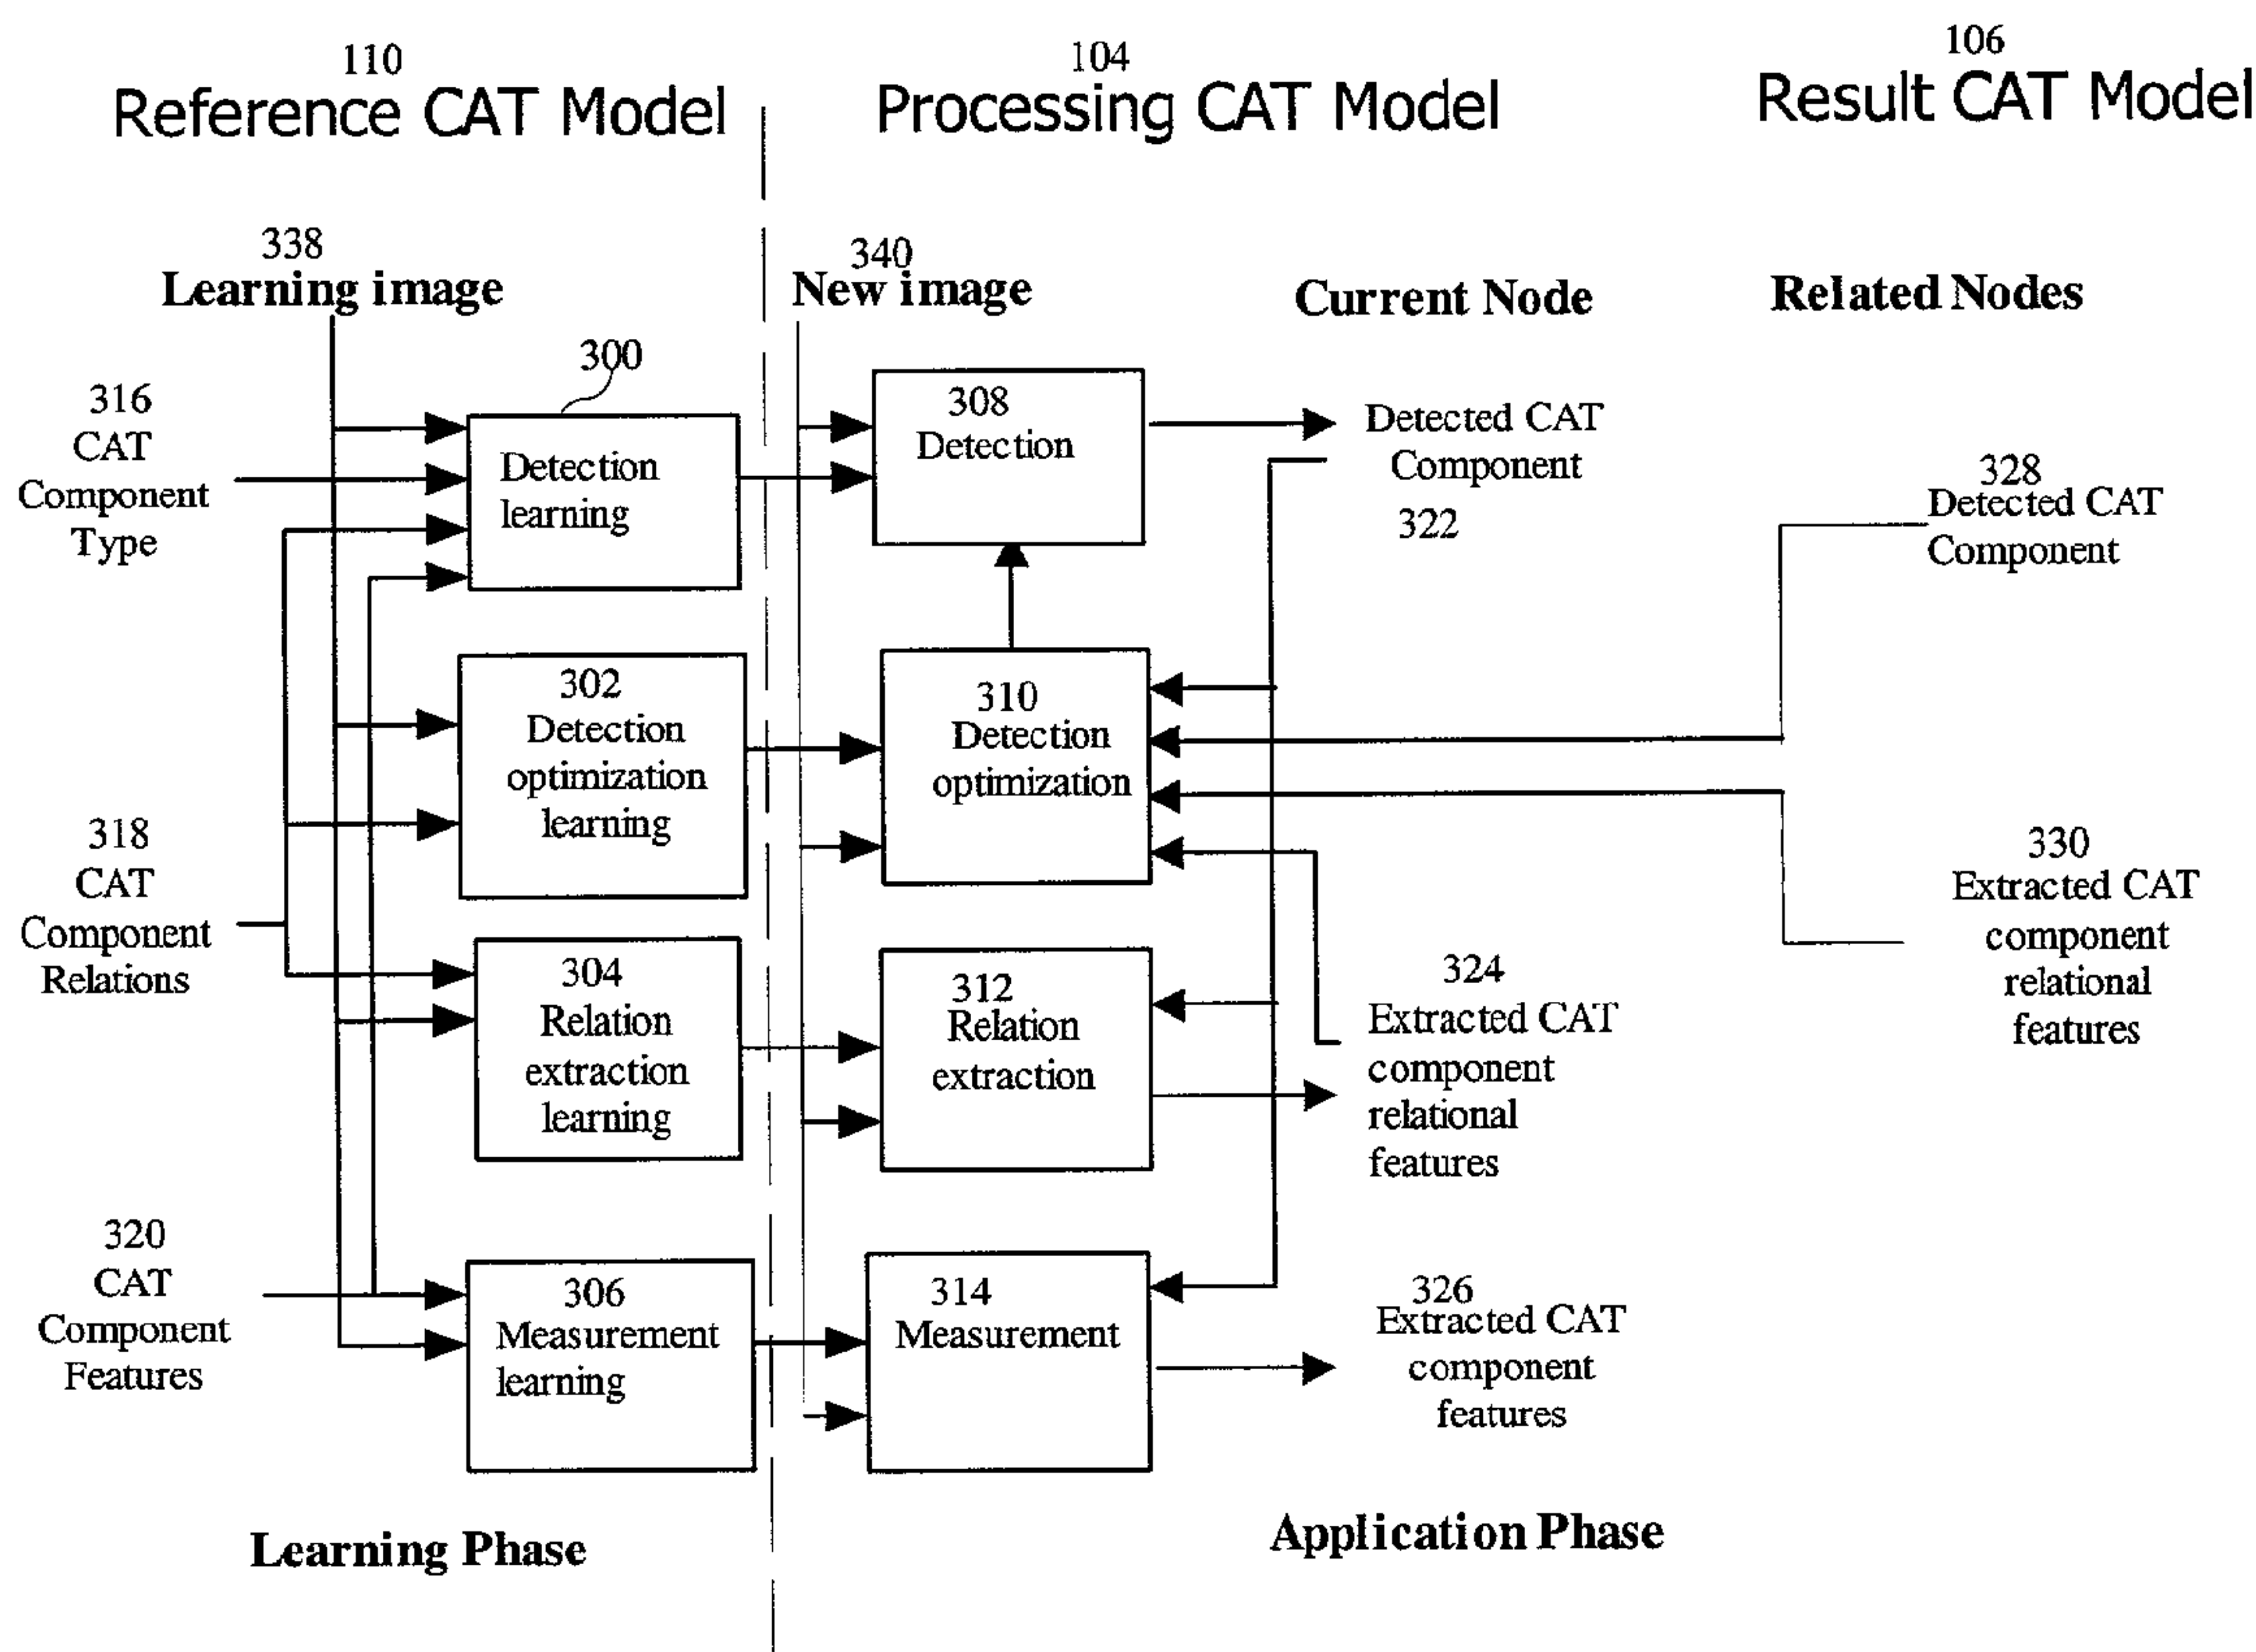 110
Reference CAT Model
104
Processing CAT Model
106
Result CAT Model
338
Learning image
340
New image
Current Node
Related Nodes
316
CAT
Component
Type
300
Detection
learning
308
Detection
Detected CAT
Component
322
328
Detected CAT
Component
302
Detection
optimization
learning
310
Detection
optimization
318
CAT
Component
Relations
330
Extracted CAT
component
relational
features
304
Relation
extraction
learning
312
Relation
extraction
324
Extracted CAT
component
relational
features
320
CAT
Component
Features
306
Measurement
learning
314
Measurement
326
Extracted CAT
component
features
Learning Phase
Application Phase